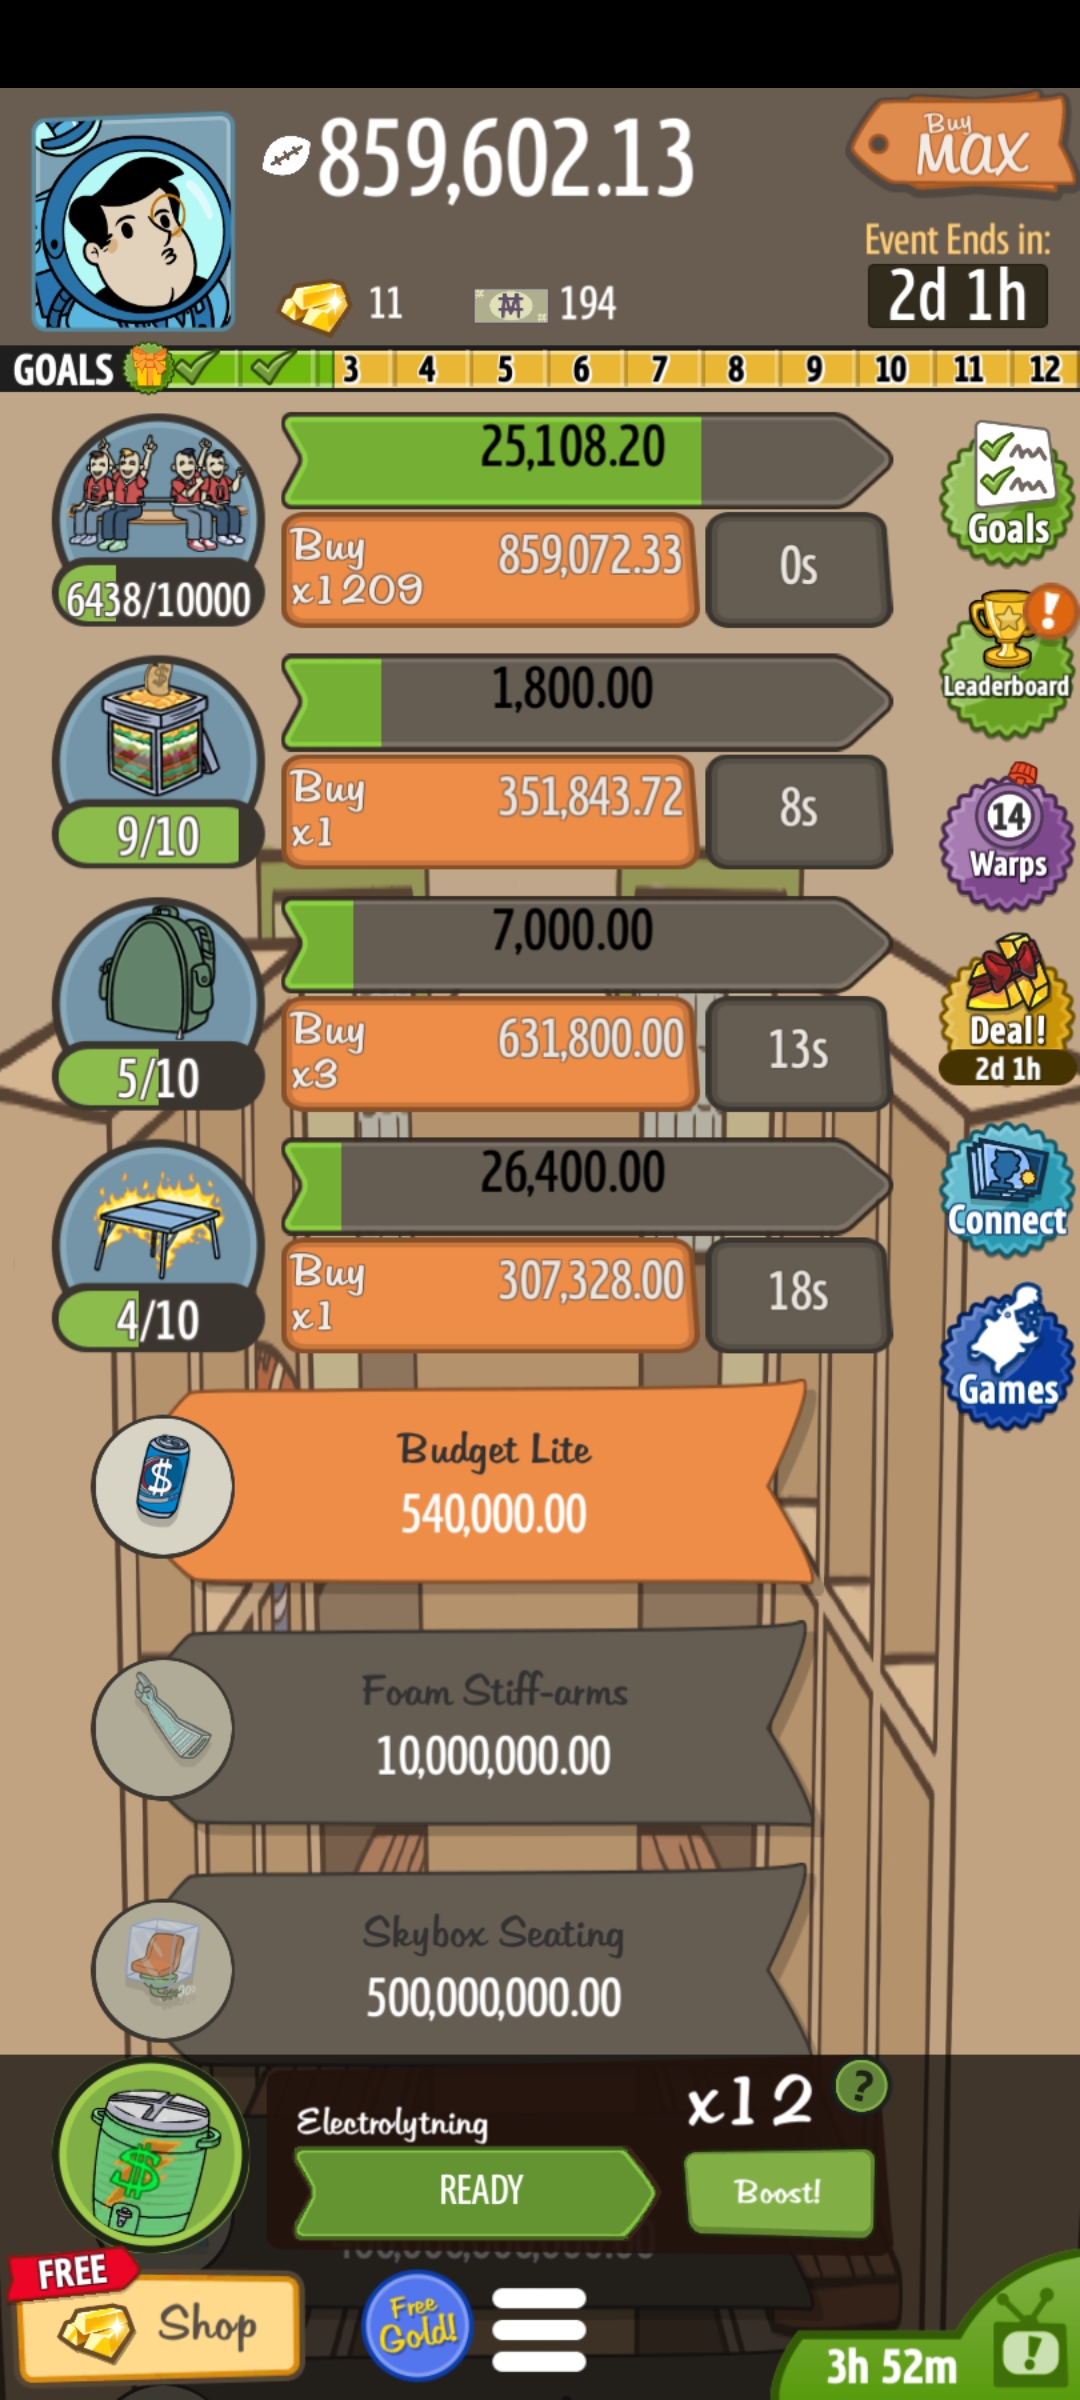 859,602.13
Buy
MAX
Event Ends in:
2d 1h
11
194
GOALS 3 4 5 6 7 8 9 10 11 12
25,108.20
Buy
x1209
859,072.33
0s
6438/10000
Goals
1,800.00
Buy
x1
351,843.72
8s
9/10
Leaderboard
7,000.00
Buy
x3
631,800.00
13s
5/10
14
Warps
Deal!
2d 1h
26,400.00
Buy
x1
307,328.00
18s
4/10
Connect
Games
Budget Lite
540,000.00
Foam Stiff-arms
10,000,000.00
Skybox Seating
500,000,000.00
Electrolytning
x12
?
READY
Boost!
FREE
Shop
Free
Gold!
3h 52m